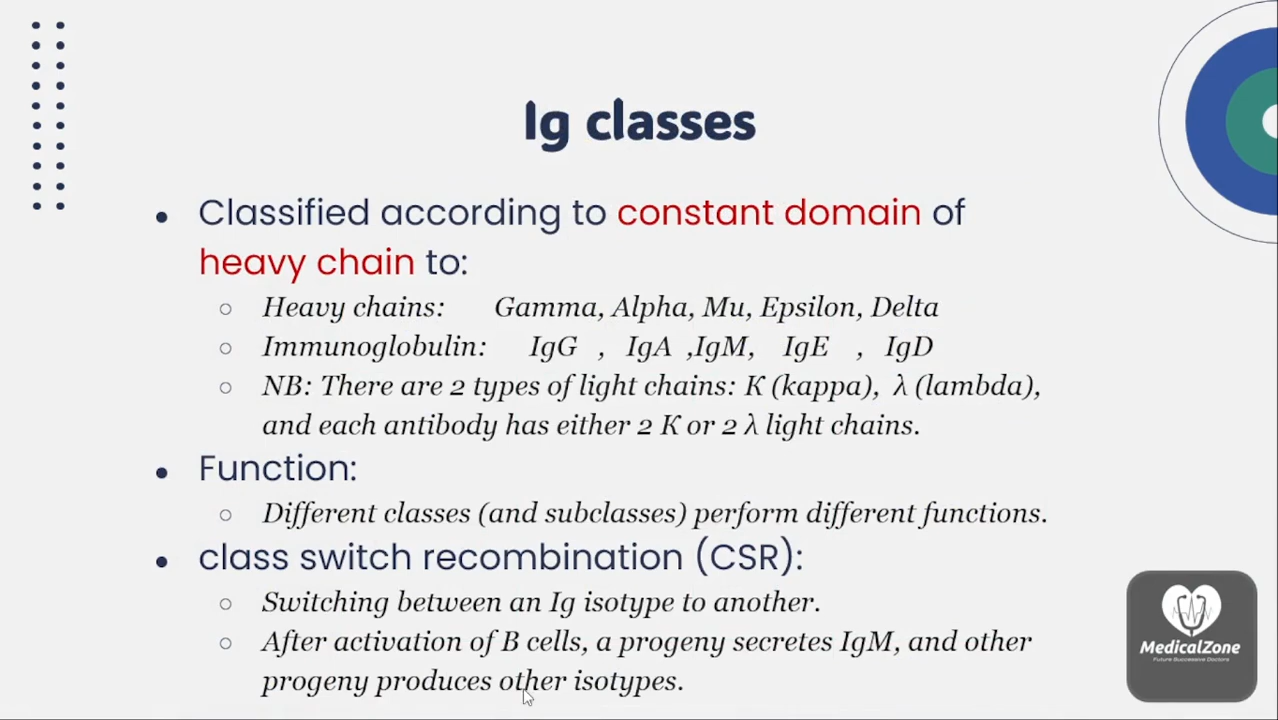 Ig classes
Classified according to constant domain of
heavy chain to:
Heavy chains: Gamma, Alpha, Mu, Epsilon, Delta
Immunoglobulin: IgG , IgA ,IgM, IgE , IgD
NB: There are 2 types of light chains: K (kappa), λ (lambda),
and each antibody has either 2 K or 2 λ light chains.
Function:
Different classes (and subclasses) perform different functions.
class switch recombination (CSR):
Switching between an Ig isotype to another.
After activation of B cells, a progeny secretes IgM, and other
progeny produces other isotypes.
MedicalZone
Future Successive Doctors